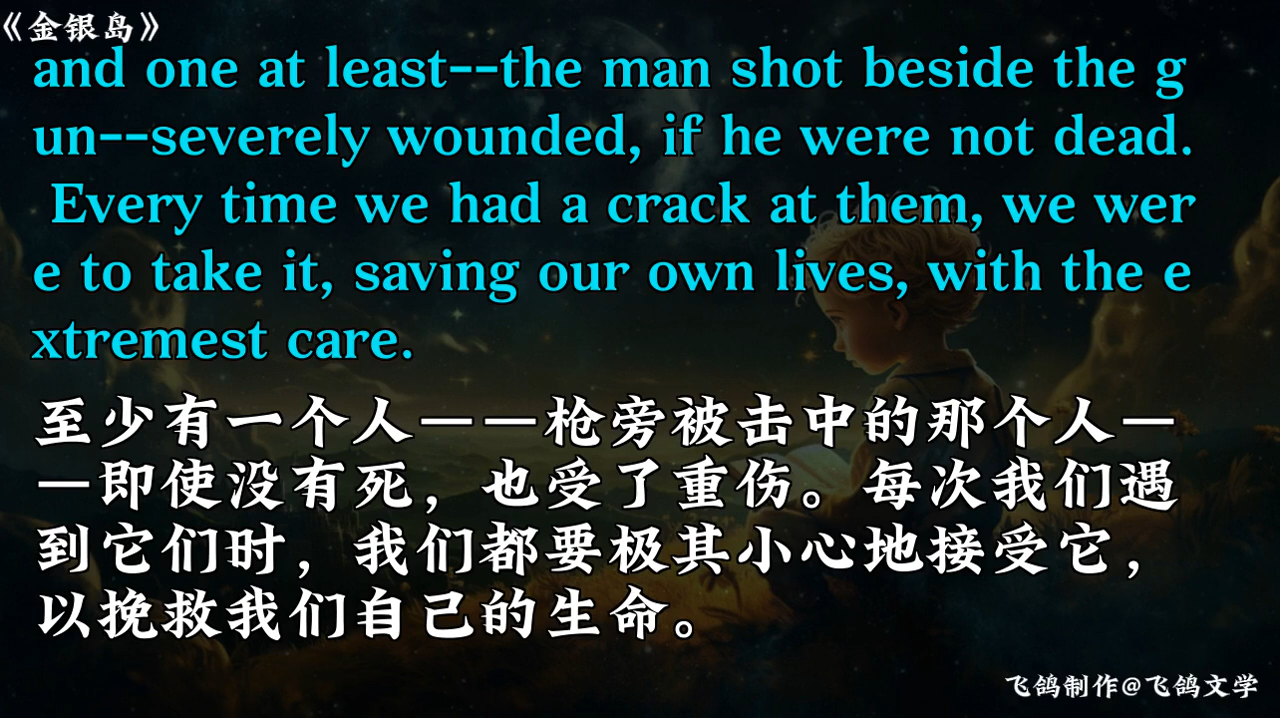 《金银岛》
and one at least--the man shot beside the g
un--severely wounded, if he were not dead.
Every time we had a crack at them, we wer
e to take it, saving our own lives, with the e
xtremest care.
至少有一个人——枪旁被击中的那个人—
—即使没有死，也受了重伤。每次我们遇
到它们时，我们都要极其小心地接受它，
以挽救我们自己的生命。
飞鸽制作@飞鸽文学